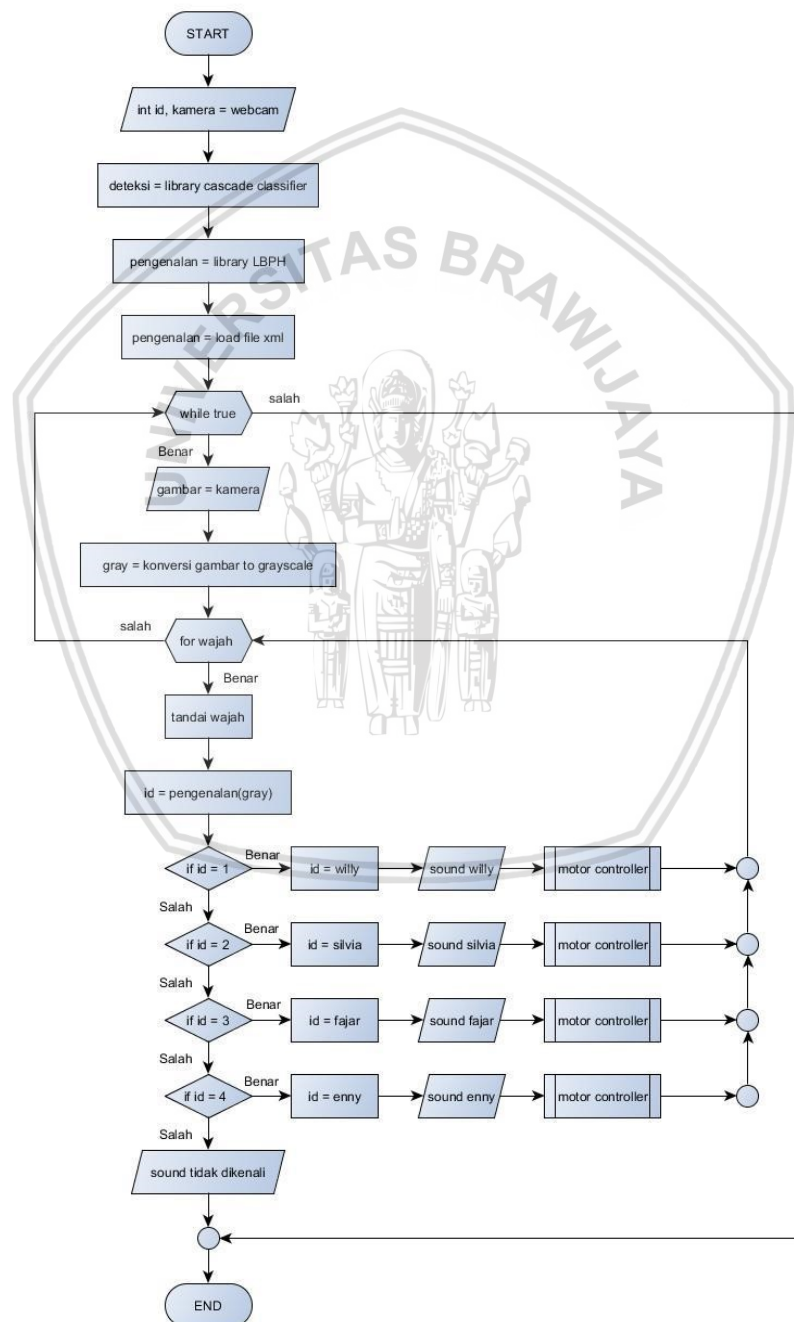 START
int id, kamera = webcam
deteksi = library cascade classifier
pengenalan = library LBPH
pengenalan = load file xml
while true
salah
Benar
gambar = kamera
gray = konversi gambar to grayscale
salah
for wajah
Benar
tandai wajah
id = pengenalan(gray)
if id = 1
Benar
id = willy
sound willy
motor controller
Salah
if id = 2
Benar
id = silvia
sound silvia
motor controller
Salah
if id = 3
Benar
id = fajar
sound fajar
motor controller
Salah
if id = 4
Benar
id = enny
sound enny
motor controller
Salah
sound tidak dikenali
END
UNIVERSITAS BRAWIJAYA